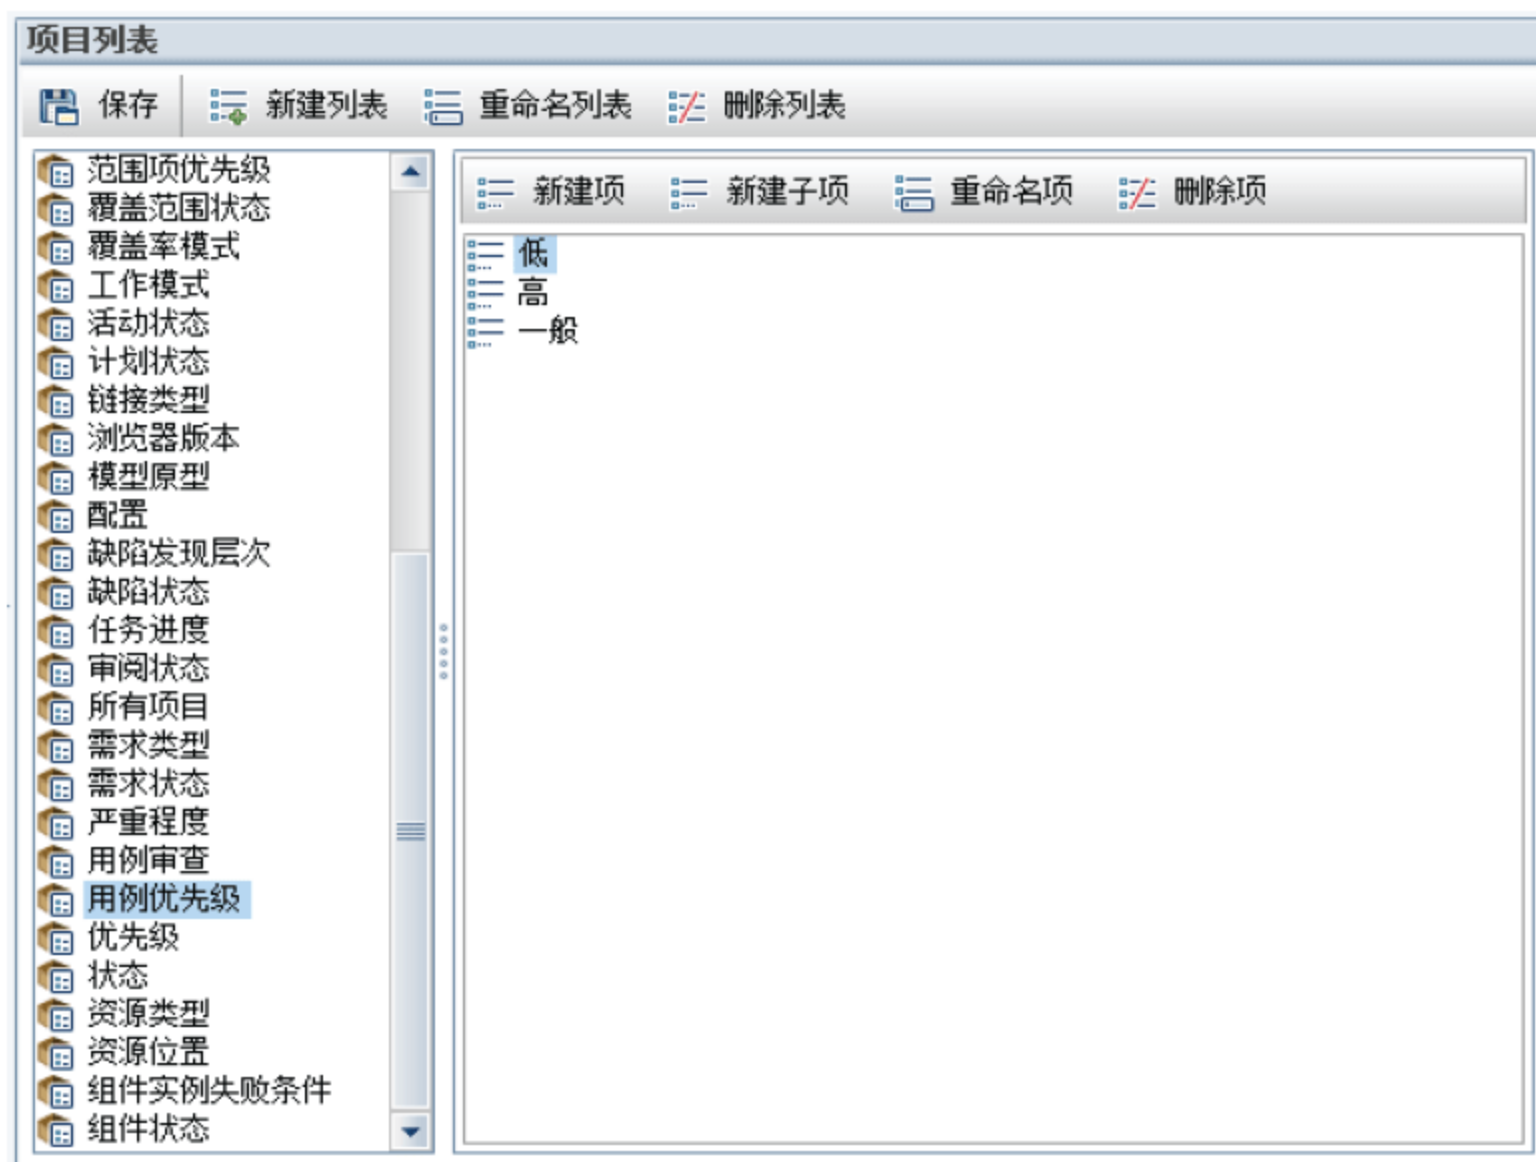 项目列表
保存 新建列表 重命名列表 删除列表
范围项优先级
覆盖范围状态
覆盖率模式
工作模式
活动状态
计划状态
链接类型
浏览器版本
模型原型
配置
缺陷发现层次
缺陷状态
任务进度
审阅状态
所有项目
需求类型
需求状态
严重程度
用例审查
用例优先级
优先级
状态
资源类型
资源位置
组件实例失败条件
组件状态
新建项 新建子项 重命名项 删除项
低
高
一般